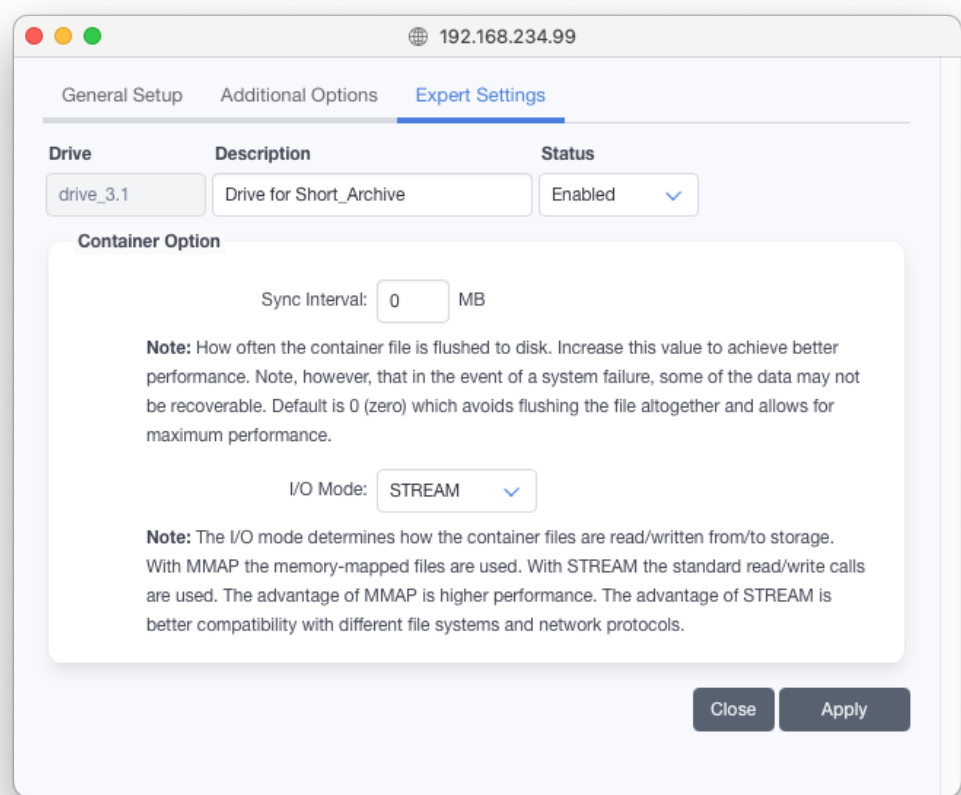 192.168.234.99
General Setup Additional Options Expert Settings
Drive Description Status
drive_3.1 Drive for Short_Archive Enabled
Container Option
Sync Interval: 0 MB
Note: How often the container file is flushed to disk. Increase this value to achieve better
performance. Note, however, that in the event of a system failure, some of the data may not
be recoverable. Default is 0 (zero) which avoids flushing the file altogether and allows for
maximum performance.
I/O Mode: STREAM
Note: The I/O mode determines how the container files are read/written from/to storage.
With MMAP the memory-mapped files are used. With STREAM the standard read/write calls
are used. The advantage of MMAP is higher performance. The advantage of STREAM is
better compatibility with different file systems and network protocols.
Close Apply